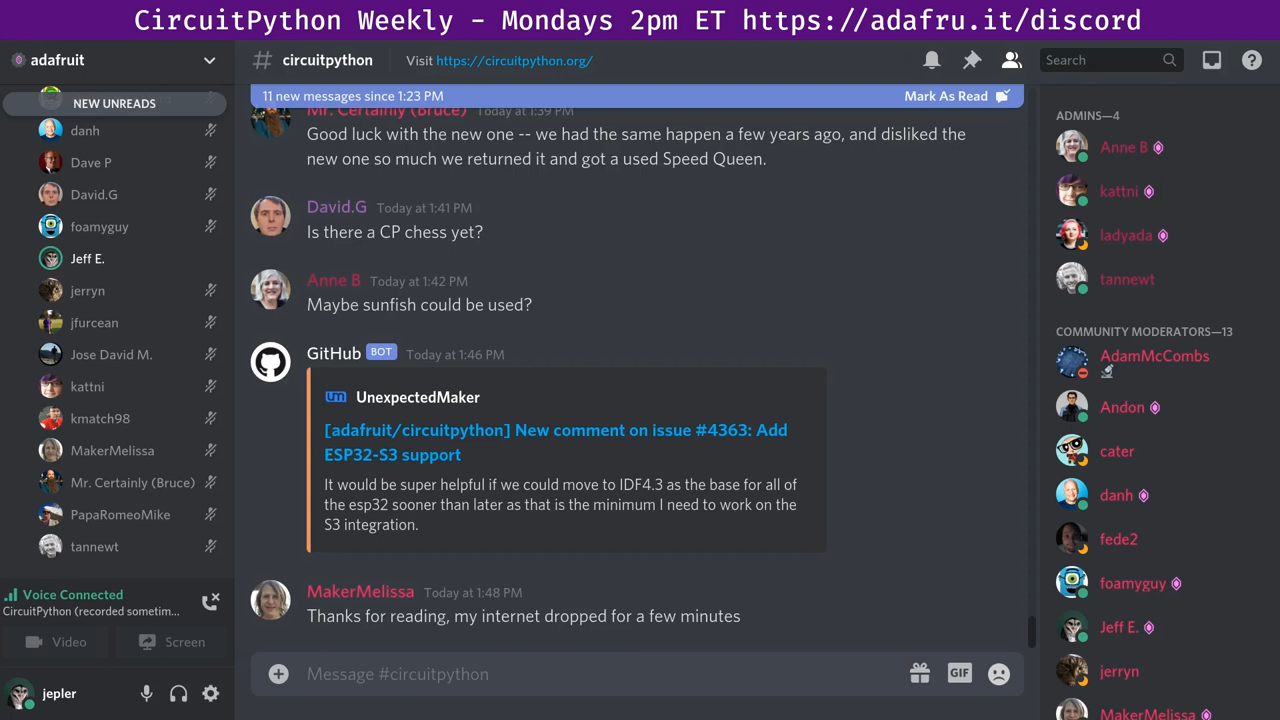 CircuitPython Weekly - Mondays 2pm ET https://adafru.it/discord
adafruit
NEW UNREADS
danh
Dave P
David.G
foamyguy
Jeff E.
jerryn
jfurcean
Jose David M.
kattni
kmatch98
MakerMelissa
Mr. Certainly (Bruce)
PapaRomeoMike
tannewt
Voice Connected
CircuitPython (recorded sometim...
Video
Screen
jepler
# circuitpython
Visit https://circuitpython.org/
Search
11 new messages since 1:23 PM
Mark As Read
Mr. Certainly (Bruce) Today at 1:39 PM
Good luck with the new one -- we had the same happen a few years ago, and disliked the
new one so much we returned it and got a used Speed Queen.
David.G Today at 1:41 PM
Is there a CP chess yet?
Anne B Today at 1:42 PM
Maybe sunfish could be used?
GitHub BOT Today at 1:46 PM
um UnexpectedMaker
[adafruit/circuitpython] New comment on issue #4363: Add
ESP32-S3 support
It would be super helpful if we could move to IDF4.3 as the base for all of
the esp32 sooner than later as that is the minimum I need to work on the
S3 integration.
MakerMelissa Today at 1:48 PM
Thanks for reading, my internet dropped for a few minutes
Message #circuitpython
GIF
ADMINS—4
Anne B
kattni
ladyada
tannewt
COMMUNITY MODERATORS—13
AdamMcCombs
Andon
cater
danh
fede2
foamyguy
Jeff E.
jerryn
MakerMelissa